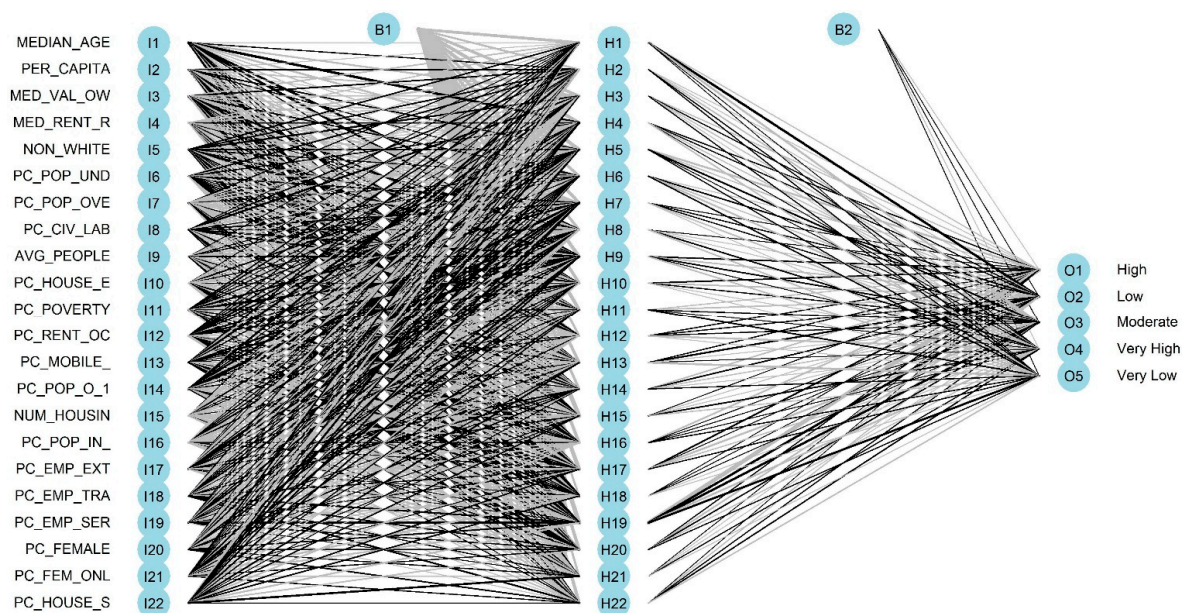 B1 B2
MEDIAN_AGE I1 H1
PER_CAPITA I2 H2
MED_VAL_OW I3 H3
MED_RENT_R I4 H4
NON_WHITE I5 H5
PC_POP_UND I6 H6
PC_POP_OVE I7 H7
PC_CIV_LAB I8 H8
AVG_PEOPLE I9 H9
O1 High
PC_HOUSE_E I10 H10
O2 Low
PC_POVERTY I11 H11
O3 Moderate
PC_RENT_OC I12 H12
O4 Very High
PC_MOBILE_ I13 H13
O5 Very Low
PC_POP_O_1 I14 H14
NUM_HOUSIN I15 H15
PC_POP_IN_ I16 H16
PC_EMP_EXT I17 H17
PC_EMP_TRA I18 H18
PC_EMP_SER I19 H19
PC_FEMALE I20 H20
PC_FEM_ONL I21 H21
PC_HOUSE_S I22 H22